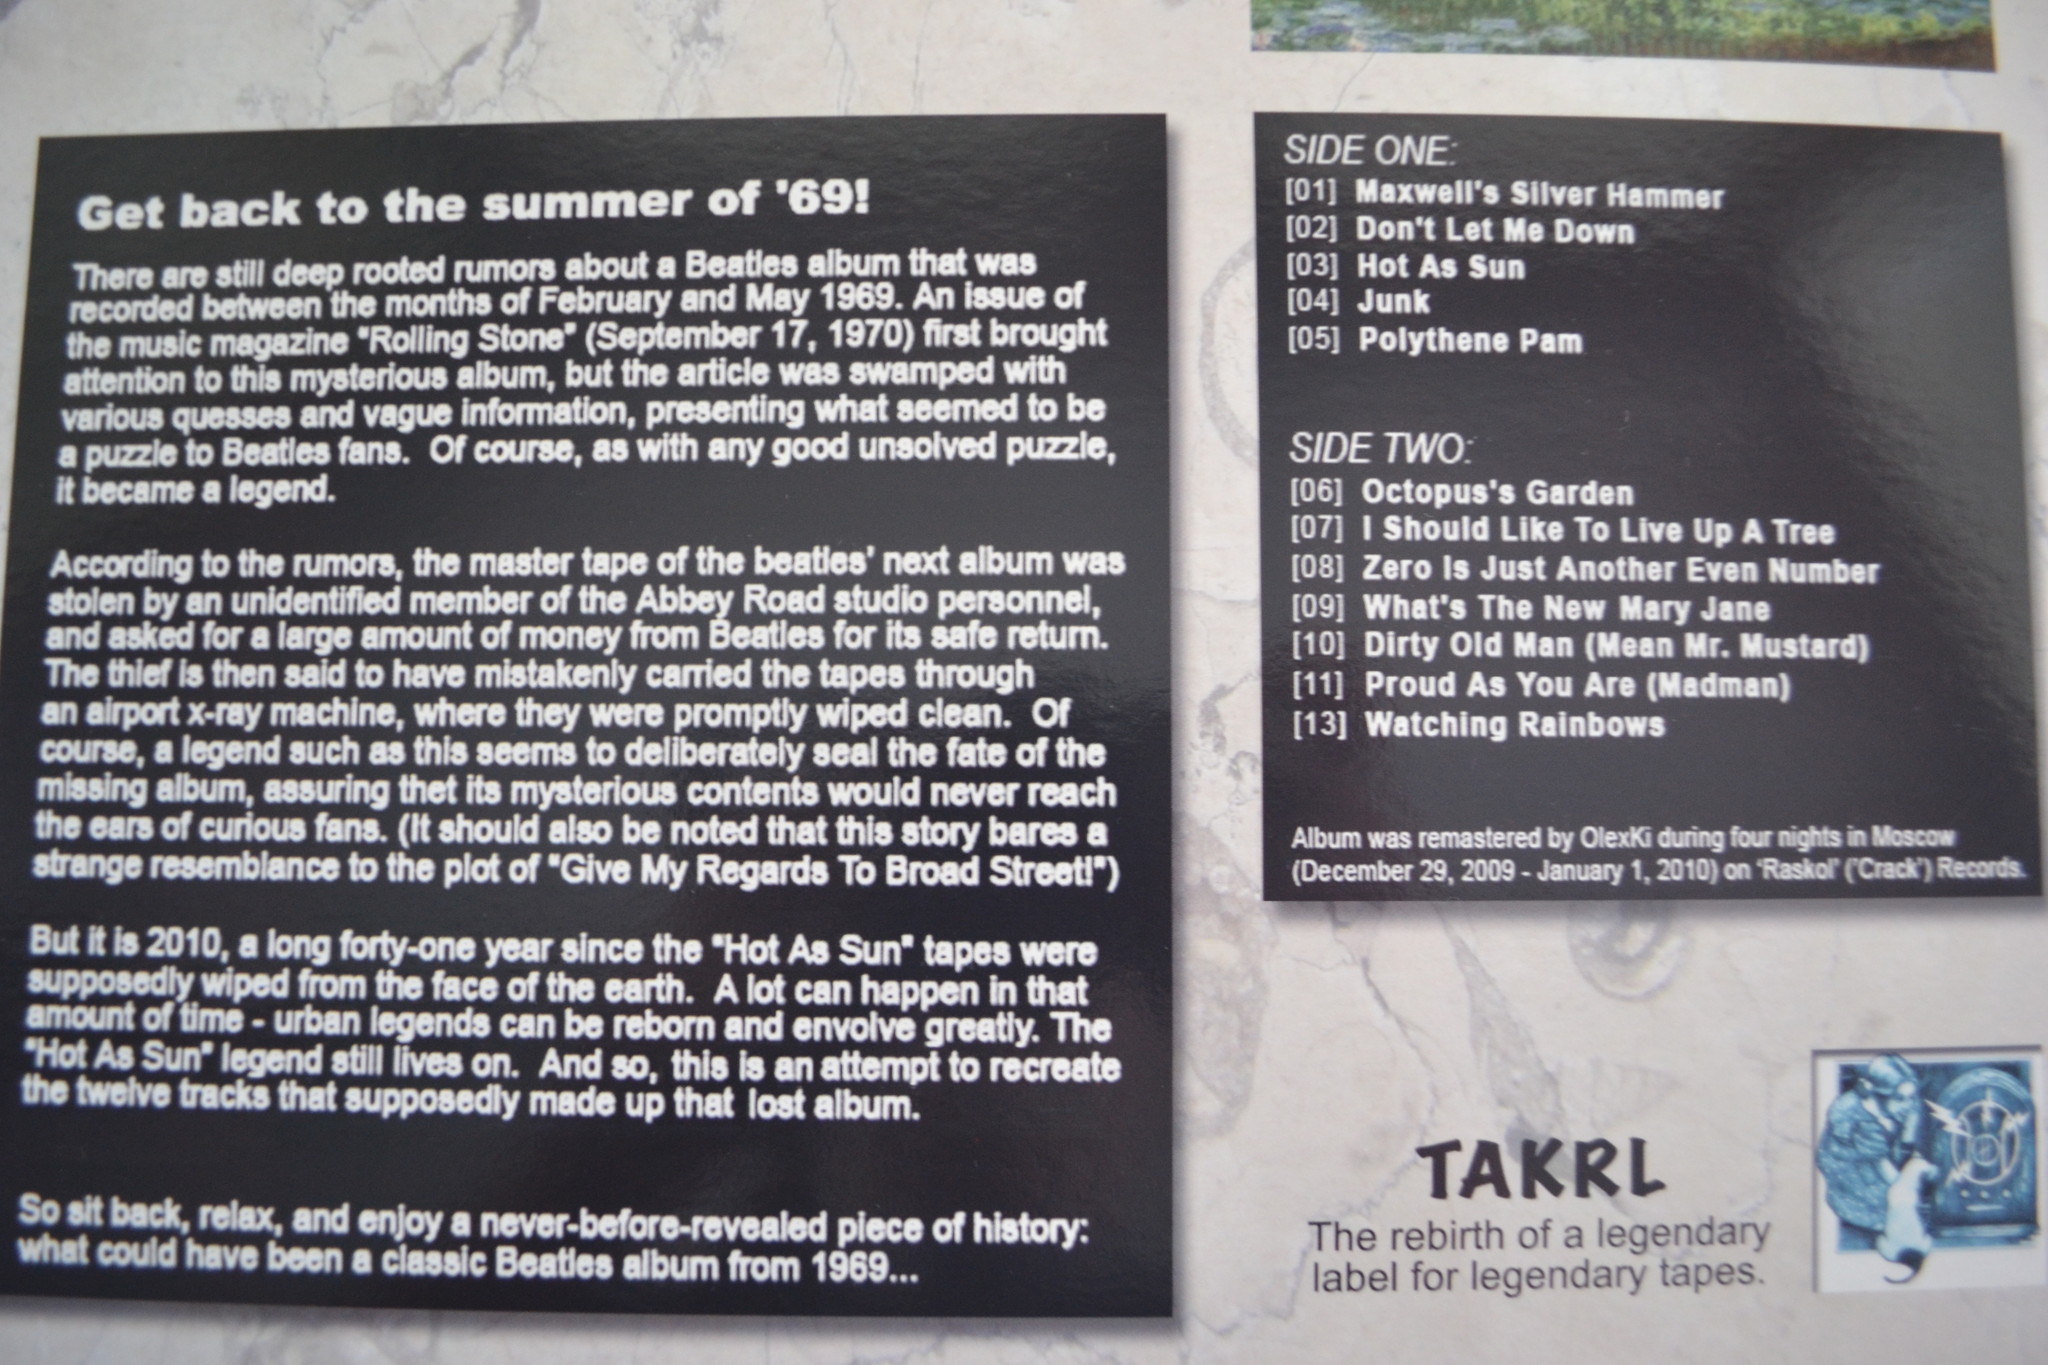 Get back to the summer of '69!
There are still deep rooted rumors about a Beatles album that was
recorded between the months of February and May 1969. An issue of
the music magazine "Rolling Stone" (September 17, 1970) first brought
attention to this mysterious album, but the article was swamped with
various quesses and vague information, presenting what seemed to be
a puzzle to Beatles fans. Of course, as with any good unsolved puzzle,
it became a legend.
According to the rumors, the master tape of the beatles' next album was
stolen by an unidentified member of the Abbey Road studio personnel,
and asked for a large amount of money from Beatles for its safe return.
The thief is then said to have mistakenly carried the tapes through
an airport x-ray machine, where they were promptly wiped clean. Of
course, a legend such as this seems to deliberately seal the fate of the
missing album, assuring thet its mysterious contents would never reach
the ears of curious fans. (It should also be noted that this story bares a
strange resemblance to the plot of "Give My Regards To Broad Street!")
But it is 2010, a long forty-one year since the "Hot As Sun" tapes were
supposedly wiped from the face of the earth. A lot can happen in that
amount of time - urban legends can be reborn and envolve greatly. The
"Hot As Sun" legend still lives on. And so, this is an attempt to recreate
the twelve tracks that supposedly made up that lost album.
So sit back, relax, and enjoy a never-before-revealed piece of history:
what could have been a classic Beatles album from 1969...
SIDE ONE:
[01] Maxwell's Silver Hammer
[02] Don't Let Me Down
[03] Hot As Sun
[04] Junk
[05] Polythene Pam
SIDE TWO:
[06] Octopus's Garden
[07] I Should Like To Live Up A Tree
[08] Zero Is Just Another Even Number
[09] What's The New Mary Jane
[10] Dirty Old Man (Mean Mr. Mustard)
[11] Proud As You Are (Madman)
[13] Watching Rainbows
Album was remastered by OlexKi during four nights in Moscow
(December 29, 2009 - January 1, 2010) on 'Raskol' ('Crack') Records.
TAKRL
The rebirth of a legendary
label for legendary tapes.